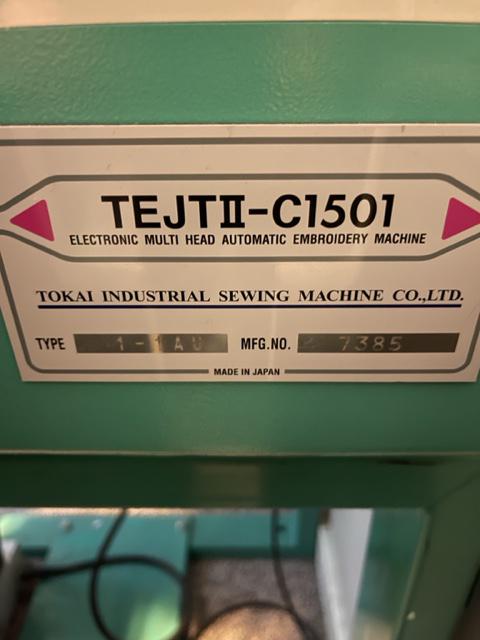 TEJTII-C1501
ELECTRONIC MULTI HEAD AUTOMATIC EMBROIDERY MACHINE
TOKAI INDUSTRIAL SEWING MACHINE CO.,LTD.
TYPE MFG.NO. 7385
MADE IN JAPAN